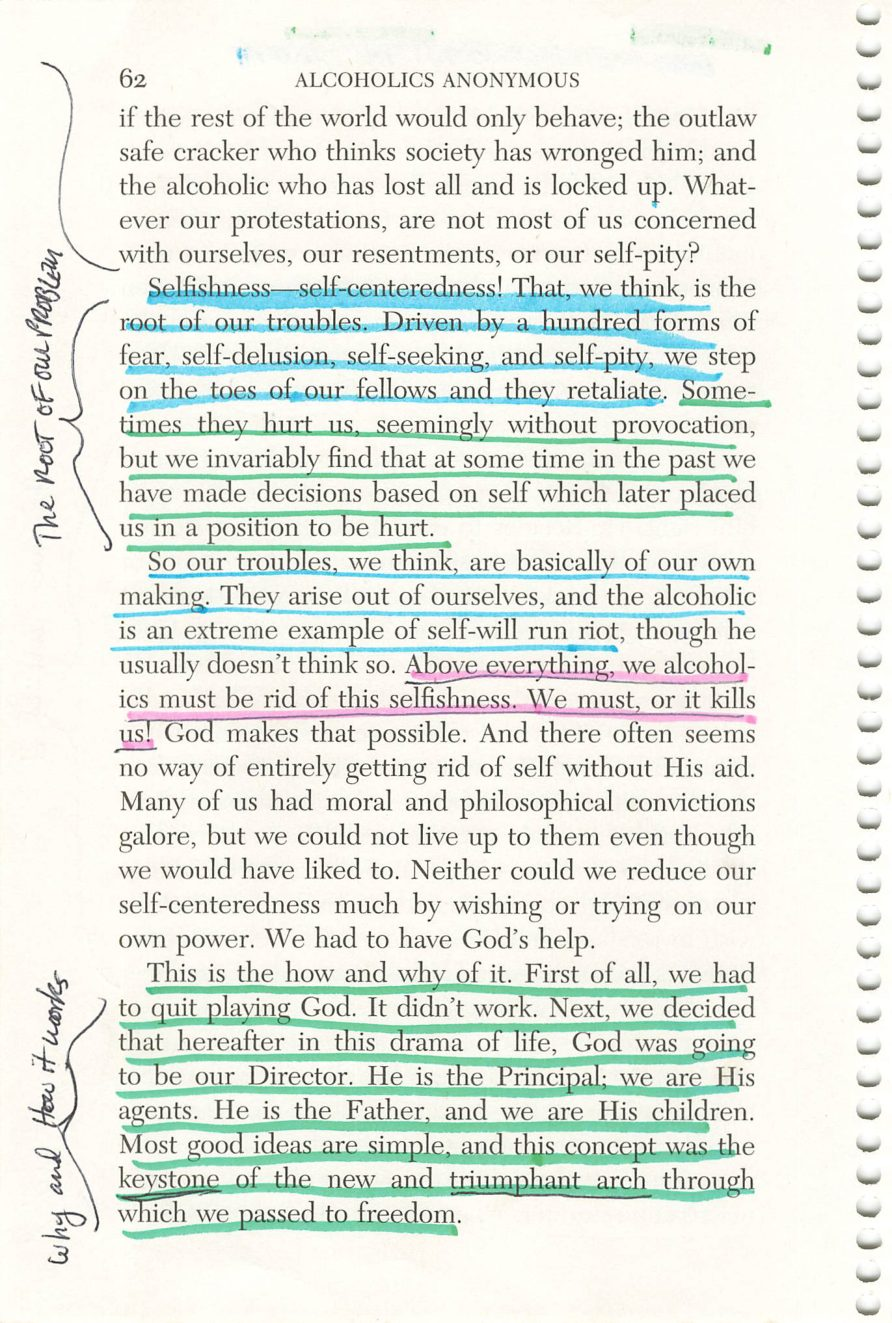 62 ALCOHOLICS ANONYMOUS
if the rest of the world would only behave; the outlaw
safe cracker who thinks society has wronged him; and
the alcoholic who has lost all and is locked up. What-
ever our protestations, are not most of us concerned
with ourselves, our resentments, or our self-pity?
Selfishness—self-centeredness! That, we think, is the
root of our troubles. Driven by a hundred forms of
fear, self-delusion, self-seeking, and self-pity, we step
on the toes of our fellows and they retaliate. Some-
times they hurt us, seemingly without provocation,
but we invariably find that at some time in the past we
have made decisions based on self which later placed
us in a position to be hurt.
The ROOT OF OUR PROBLEM
So our troubles, we think, are basically of our own
making. They arise out of ourselves, and the alcoholic
is an extreme example of self-will run riot, though he
usually doesn't think so. Above everything, we alcohol-
ics must be rid of this selfishness. We must, or it kills
us! God makes that possible. And there often seems
no way of entirely getting rid of self without His aid.
Many of us had moral and philosophical convictions
galore, but we could not live up to them even though
we would have liked to. Neither could we reduce our
self-centeredness much by wishing or trying on our
own power. We had to have God's help.
This is the how and why of it. First of all, we had
to quit playing God. It didn't work. Next, we decided
that hereafter in this drama of life, God was going
to be our Director. He is the Principal; we are His
agents. He is the Father, and we are His children.
Most good ideas are simple, and this concept was the
keystone of the new and triumphant arch through
which we passed to freedom.
Why and How it works